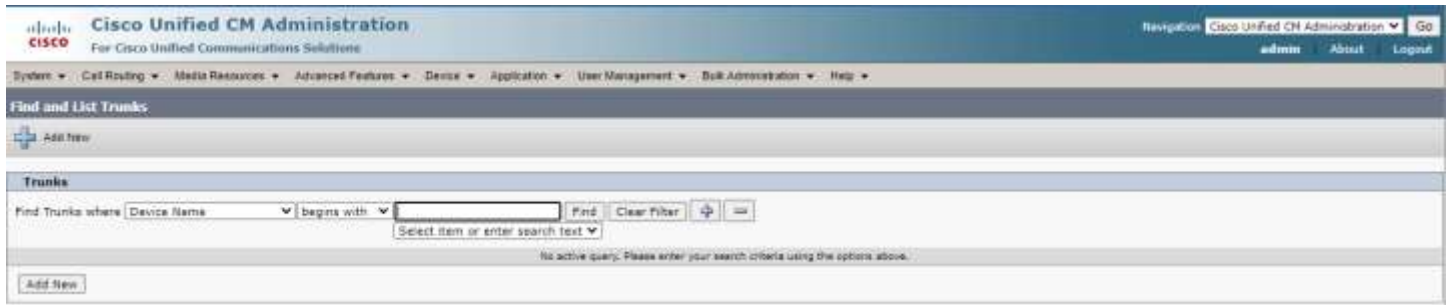 Cisco Unified CM Administration
For Cisco Unified Communications Solutions
CISCO
Navigation Cisco Unified CM Administration Go
admin About Logout
System Call Routing Media Resources Advanced Features Device Application User Management Bulk Administration Help
Find and List Trunks
Add New
Trunks
Find Trunks where Device Name begins with Find Clear Filter
Select item or enter search text
No active query. Please enter your search criteria using the options above.
Add New